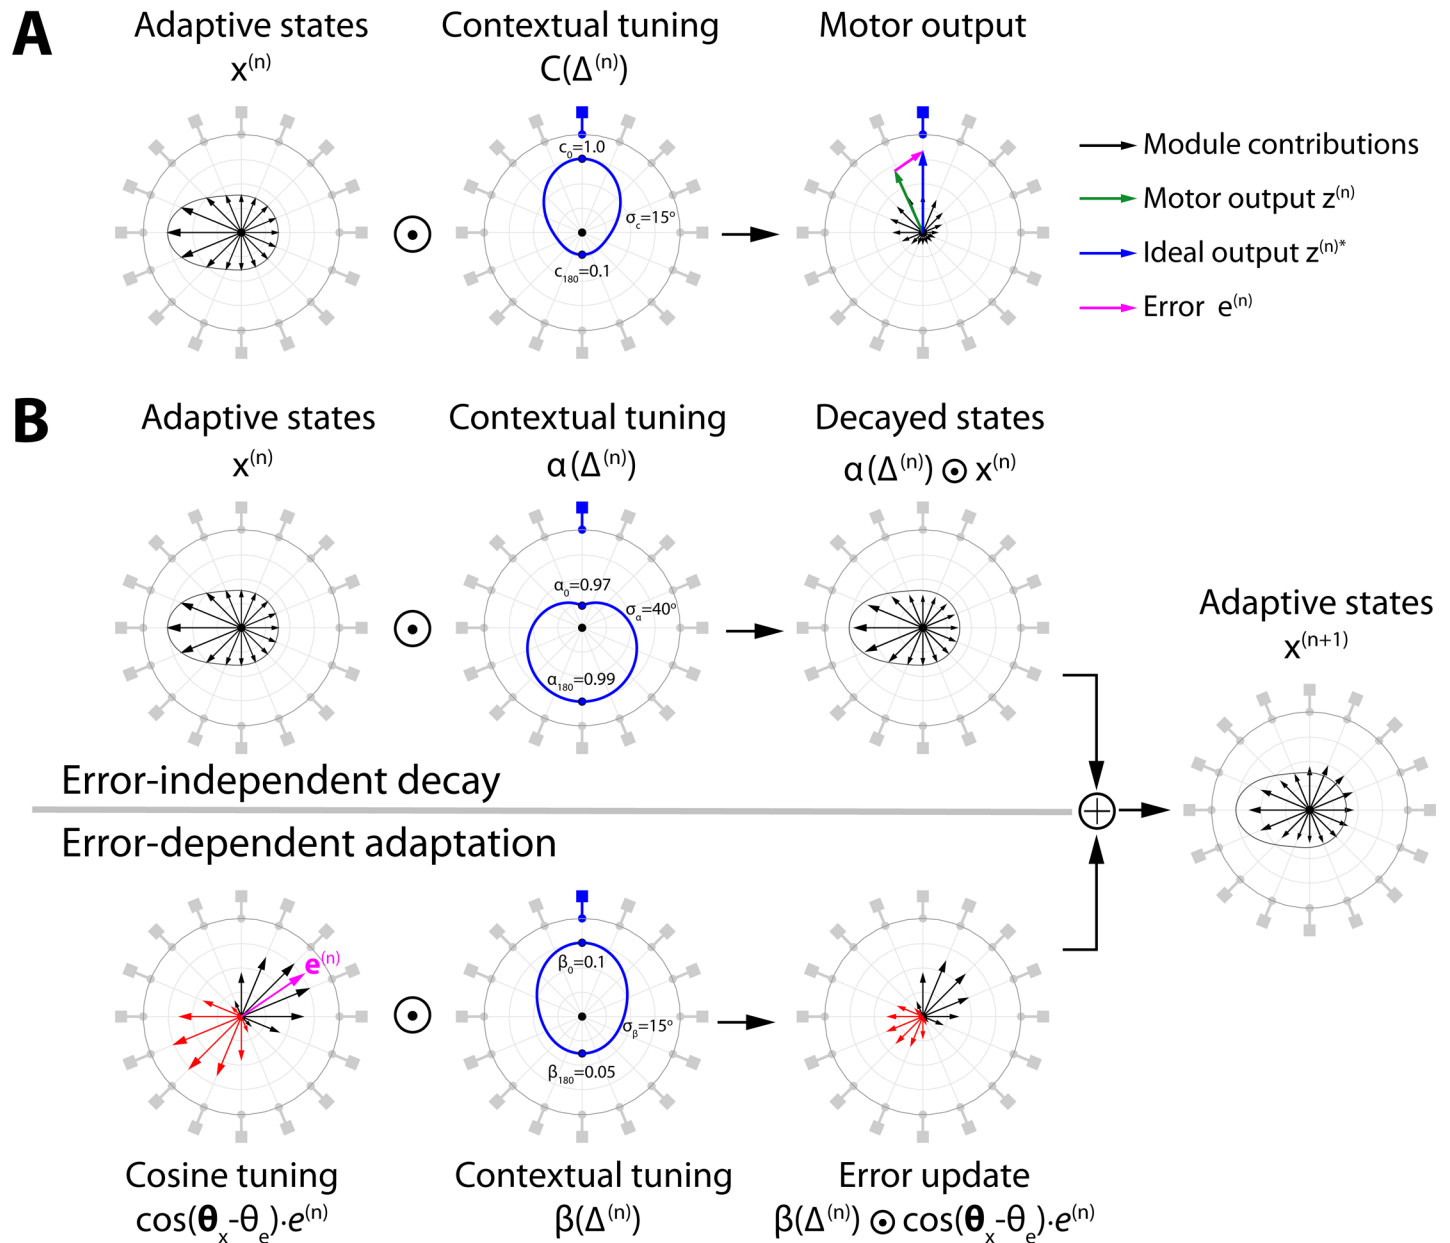 A
Adaptive states
x(n)
Contextual tuning
C(Δ(n))
Motor output
c0=1.0
σc=15o
c180=0.1
Module contributions
Motor output z(n)
Ideal output z(n)*
Error e(n)
B
Adaptive states
x(n)
Contextual tuning
α(Δ(n))
Decayed states
α(Δ(n)) ⊙ x(n)
α0=0.97
σα=40o
α180=0.99
Adaptive states
x(n+1)
Error-independent decay
Error-dependent adaptation
e(n)
β0=0.1
σβ=15o
β180=0.05
Cosine tuning
cos(θx-θe)·e(n)
Contextual tuning
β(Δ(n))
Error update
β(Δ(n)) ⊙ cos(θx-θe)·e(n)